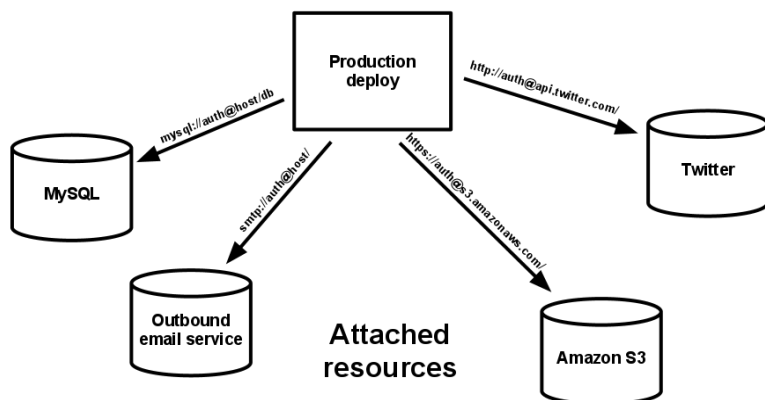 Production
deploy
mysql://auth@host/db
http://auth@api.twitter.com/
smtp://auth@host/
https://auth@s3.amazonaws.com/
MySQL
Twitter
Outbound
email service
Attached
resources
Amazon S3